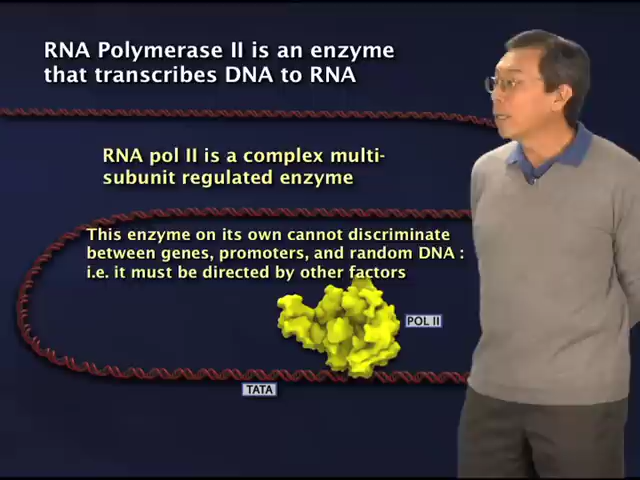 RNA Polymerase II is an enzyme
that transcribes DNA to RNA
RNA pol II is a complex multi-
subunit regulated enzyme
This enzyme on its own cannot discriminate
between genes, promoters, and random DNA :
i.e. it must be directed by other factors
POL II
TATA